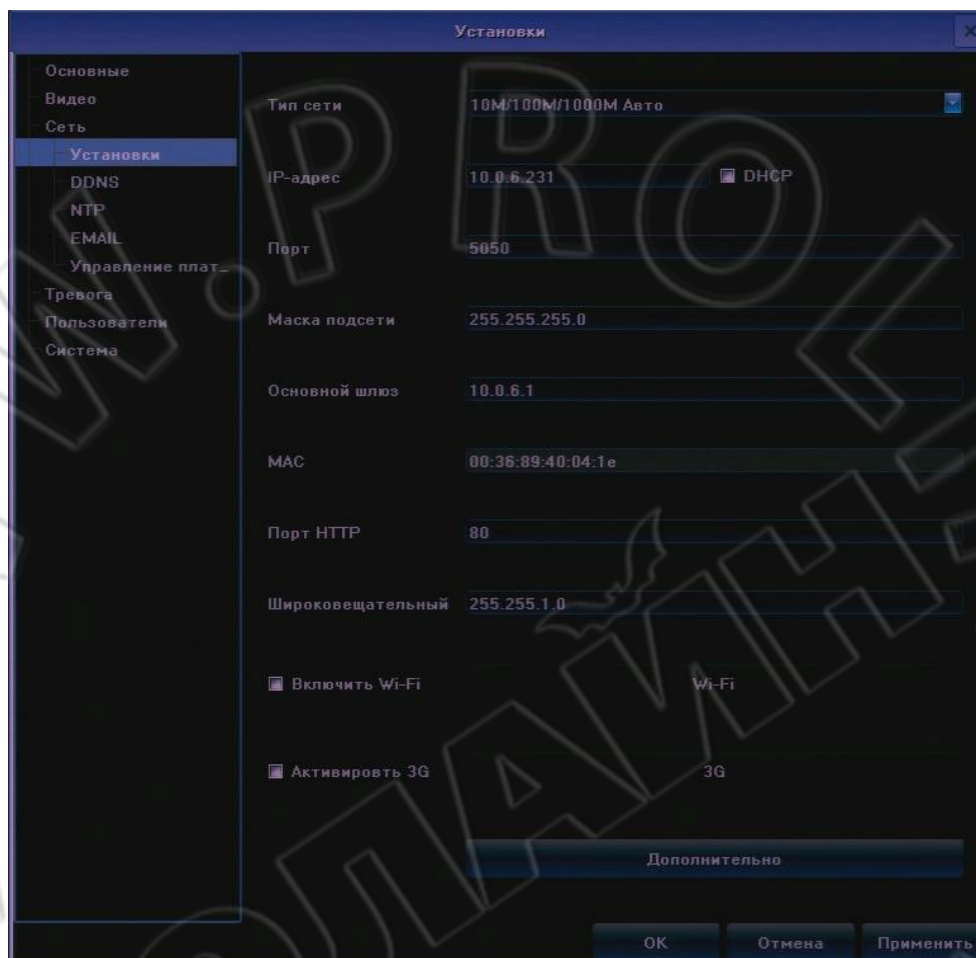 Установки
Основные
Видео
Сеть
Установки
DDNS
NTP
EMAIL
Управление плат_
Тревога
Пользователи
Система
Тип сети 10M/100M/1000M Авто
IP-адрес 10.0.6.231 DHCP
Порт 5050
Маска подсети 255.255.255.0
Основной шлюз 10.0.6.1
MAC 00:36:89:40:04:1e
Порт HTTP 80
Широковещательный 255.255.1.0
Включить Wi-Fi Wi-Fi
Активировть 3G 3G
Дополнительно
OK Отмена Применить